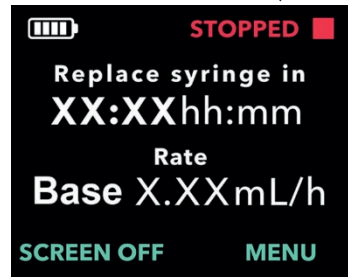 STOPPED
Replace syringe in
XX:XXhh:mm
Rate
Base X.XXmL/h
SCREEN OFF MENU